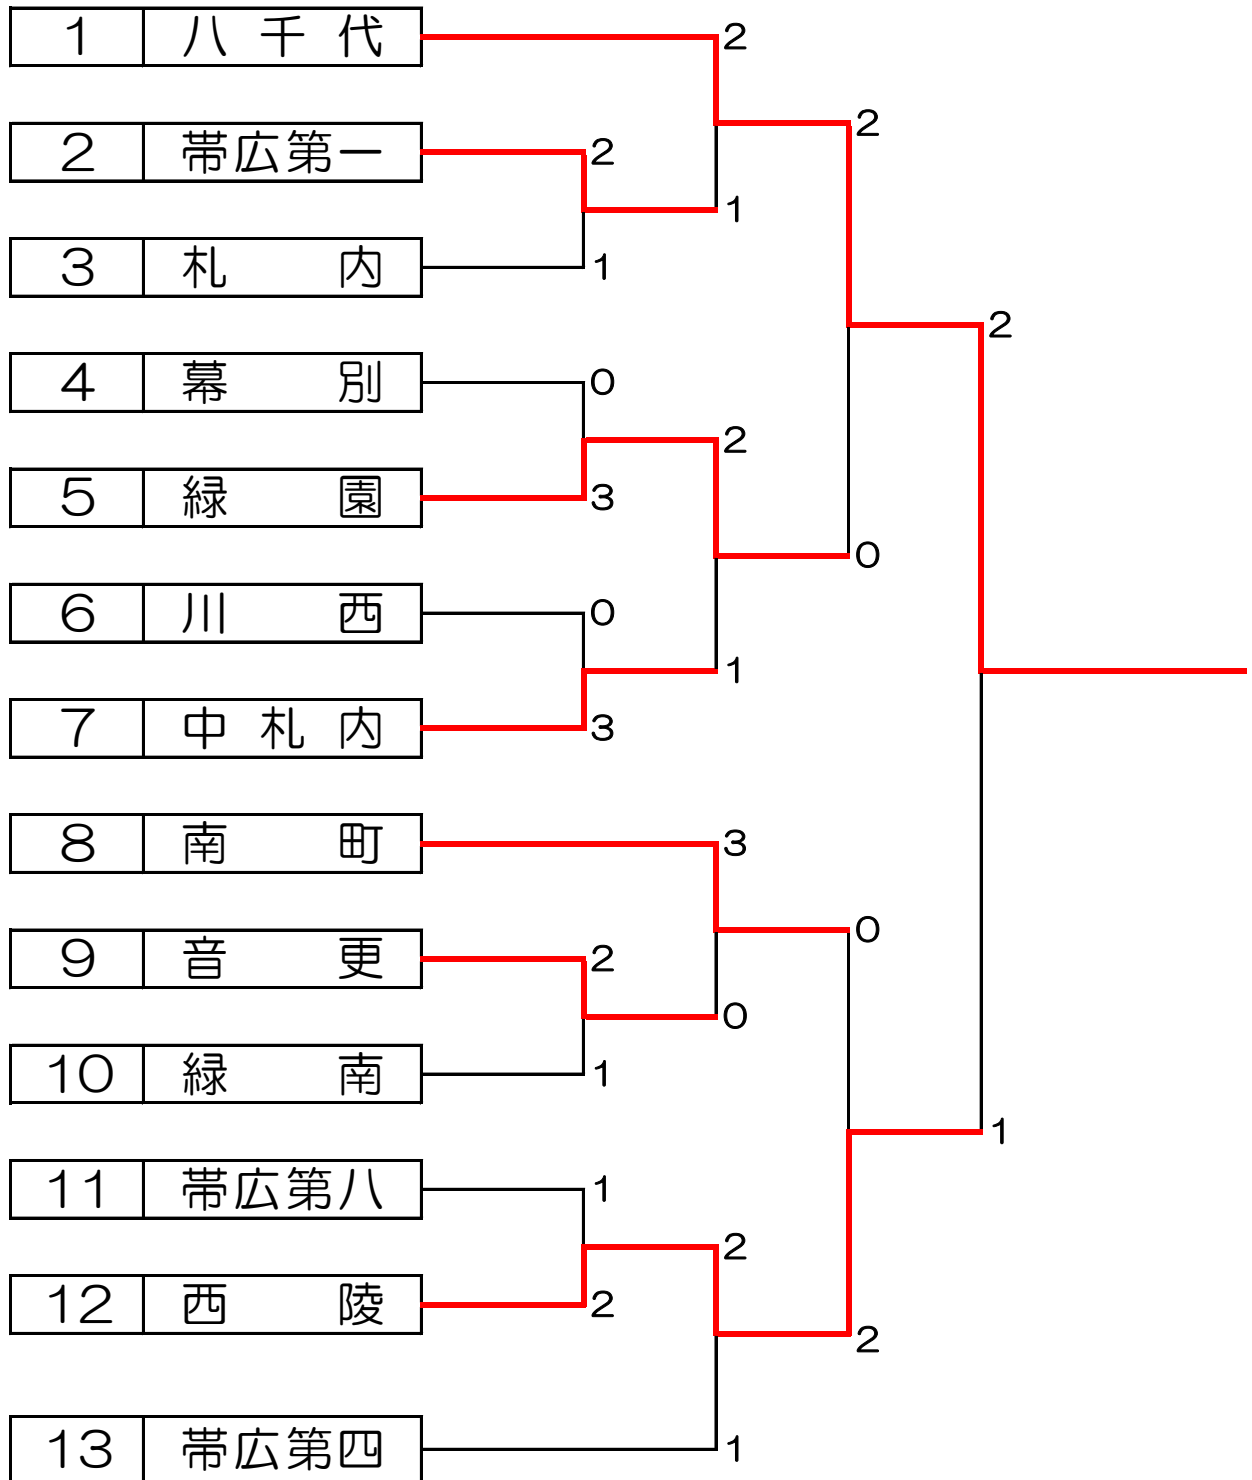 1 八千代 2
2
2 帯広第一 2
1
3 札内 1
2
4 幕別 0
2
5 緑園 3
0
6 川西 0
1
7 中札内 3
8 南町 3
0
9 音更 2
0
10 緑南 1
1
11 帯広第八 1
2
12 西陵 2
2
13 帯広第四 1